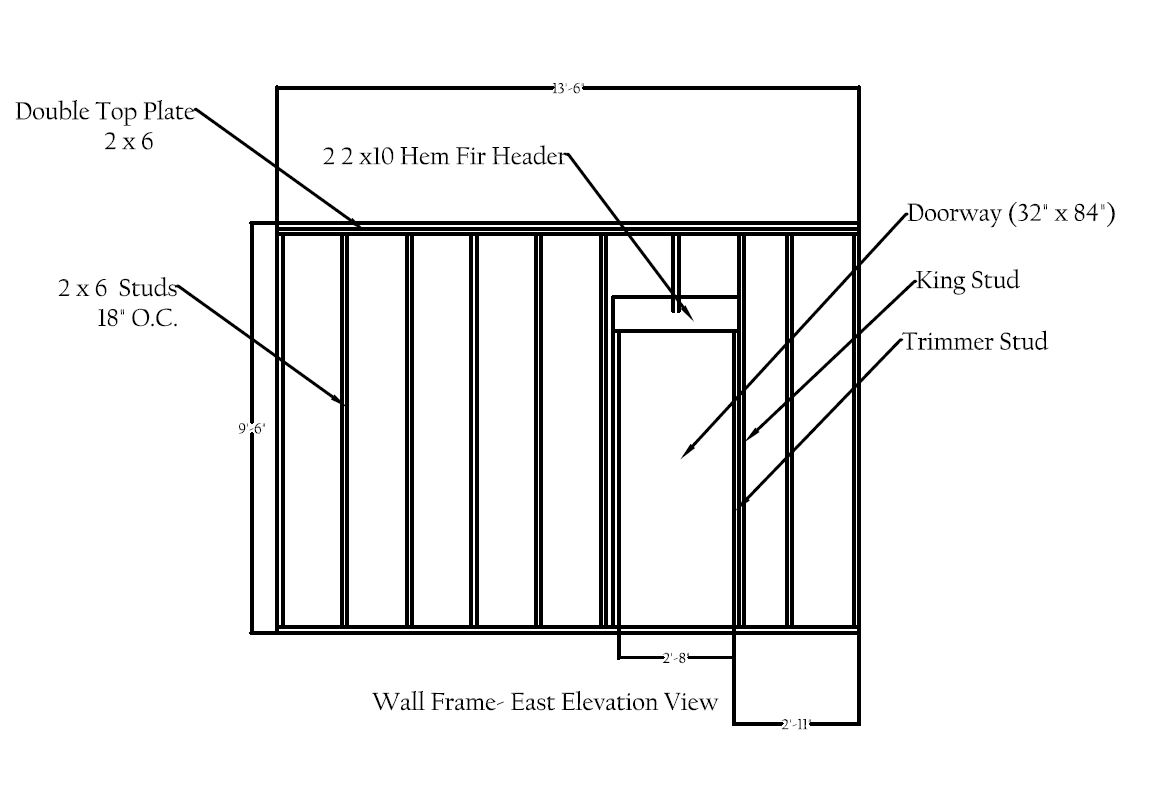 13'-6"
Double Top Plate
2 x 6
2 2 x10 Hem Fir Header
Doorway (32" x 84")
King Stud
2 x 6 Studs
18" O.C.
Trimmer Stud
9'-6"
2'-8"
Wall Frame- East Elevation View
2'-11"